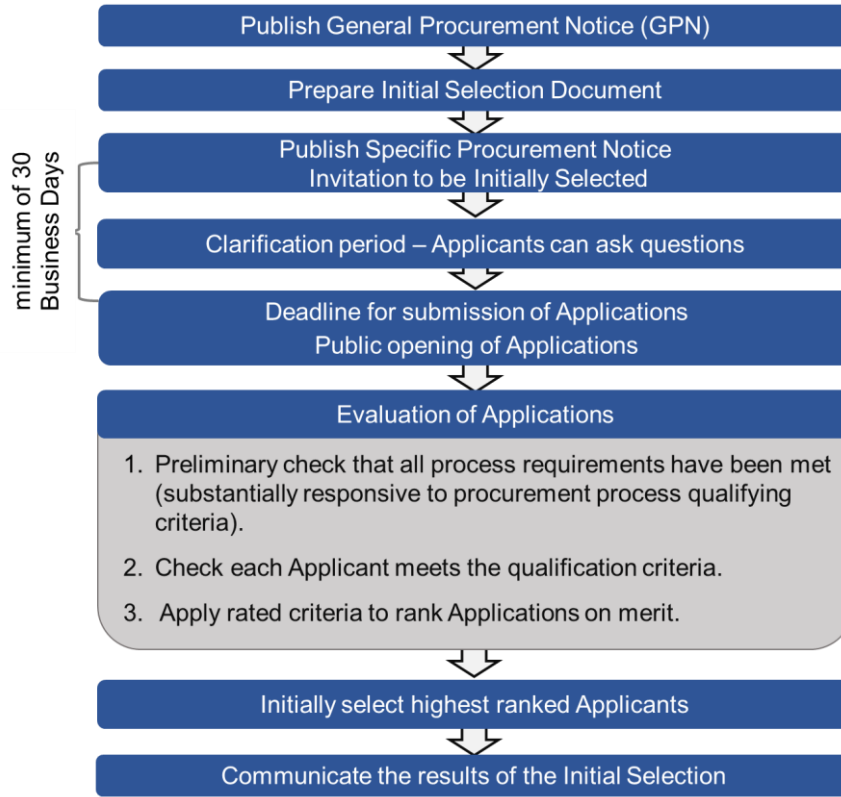 Publish General Procurement Notice (GPN)
Prepare Initial Selection Document
minimum of 30
Business Days
Publish Specific Procurement Notice
Invitation to be Initially Selected
Clarification period – Applicants can ask questions
Deadline for submission of Applications
Public opening of Applications
Evaluation of Applications
1. Preliminary check that all process requirements have been met
(substantially responsive to procurement process qualifying
criteria).
2. Check each Applicant meets the qualification criteria.
3. Apply rated criteria to rank Applications on merit.
Initially select highest ranked Applicants
Communicate the results of the Initial Selection